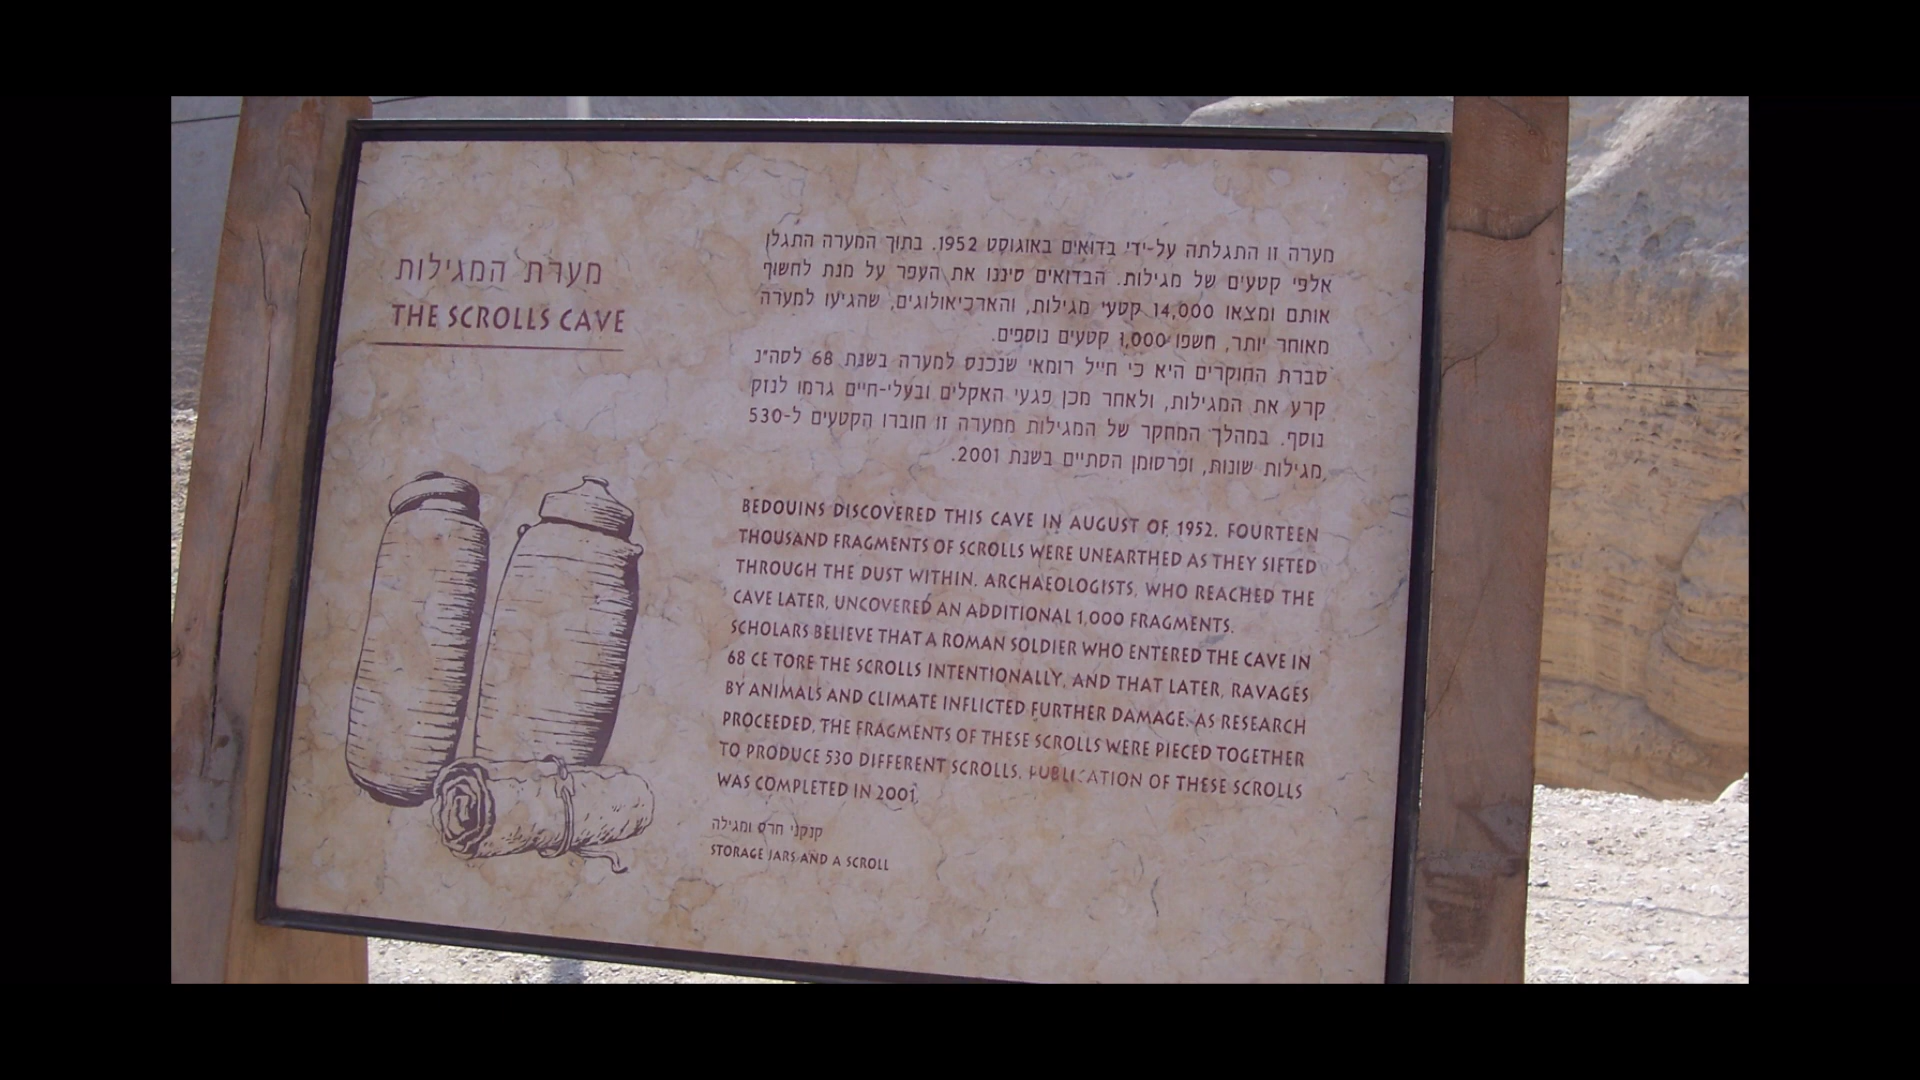 מערת המגילות
THE SCROLLS CAVE
מערה זו התגלתה על-ידי בדואים באוגוסט 1952. בתוך המערה התגלו
אלפי קטעים של מגילות. הבדואים סיננו את העפר על מנת לחשוף
אותם ומצאו 14,000 קטעי מגילות, והארכיאולוגים, שהגיעו למערה
מאוחר יותר, חשפו 1,000 קטעים נוספים.
סברת החוקרים היא כי חייל רומאי שנכנס למערה בשנת 68 לסה"נ
קרע את המגילות, ולאחר מכן פגעי האקלים ובעלי-חיים גרמו לנזק
נוסף. במהלך המחקר של המגילות ממערה זו חוברו הקטעים ל-530
מגילות שונות, ופרסומן הסתיים בשנת 2001.
BEDOUINS DISCOVERED THIS CAVE IN AUGUST OF 1952. FOURTEEN
THOUSAND FRAGMENTS OF SCROLLS WERE UNEARTHED AS THEY SIFTED
THROUGH THE DUST WITHIN. ARCHAEOLOGISTS, WHO REACHED THE
CAVE LATER, UNCOVERED AN ADDITIONAL 1,000 FRAGMENTS.
SCHOLARS BELIEVE THAT A ROMAN SOLDIER WHO ENTERED THE CAVE IN
68 CE TORE THE SCROLLS INTENTIONALLY, AND THAT LATER, RAVAGES
BY ANIMALS AND CLIMATE INFLICTED FURTHER DAMAGE. AS RESEARCH
PROCEEDED, THE FRAGMENTS OF THESE SCROLLS WERE PIECED TOGETHER
TO PRODUCE 530 DIFFERENT SCROLLS. PUBLICATION OF THESE SCROLLS
WAS COMPLETED IN 2001.
קנקני חרס ומגילה
STORAGE JARS AND A SCROLL